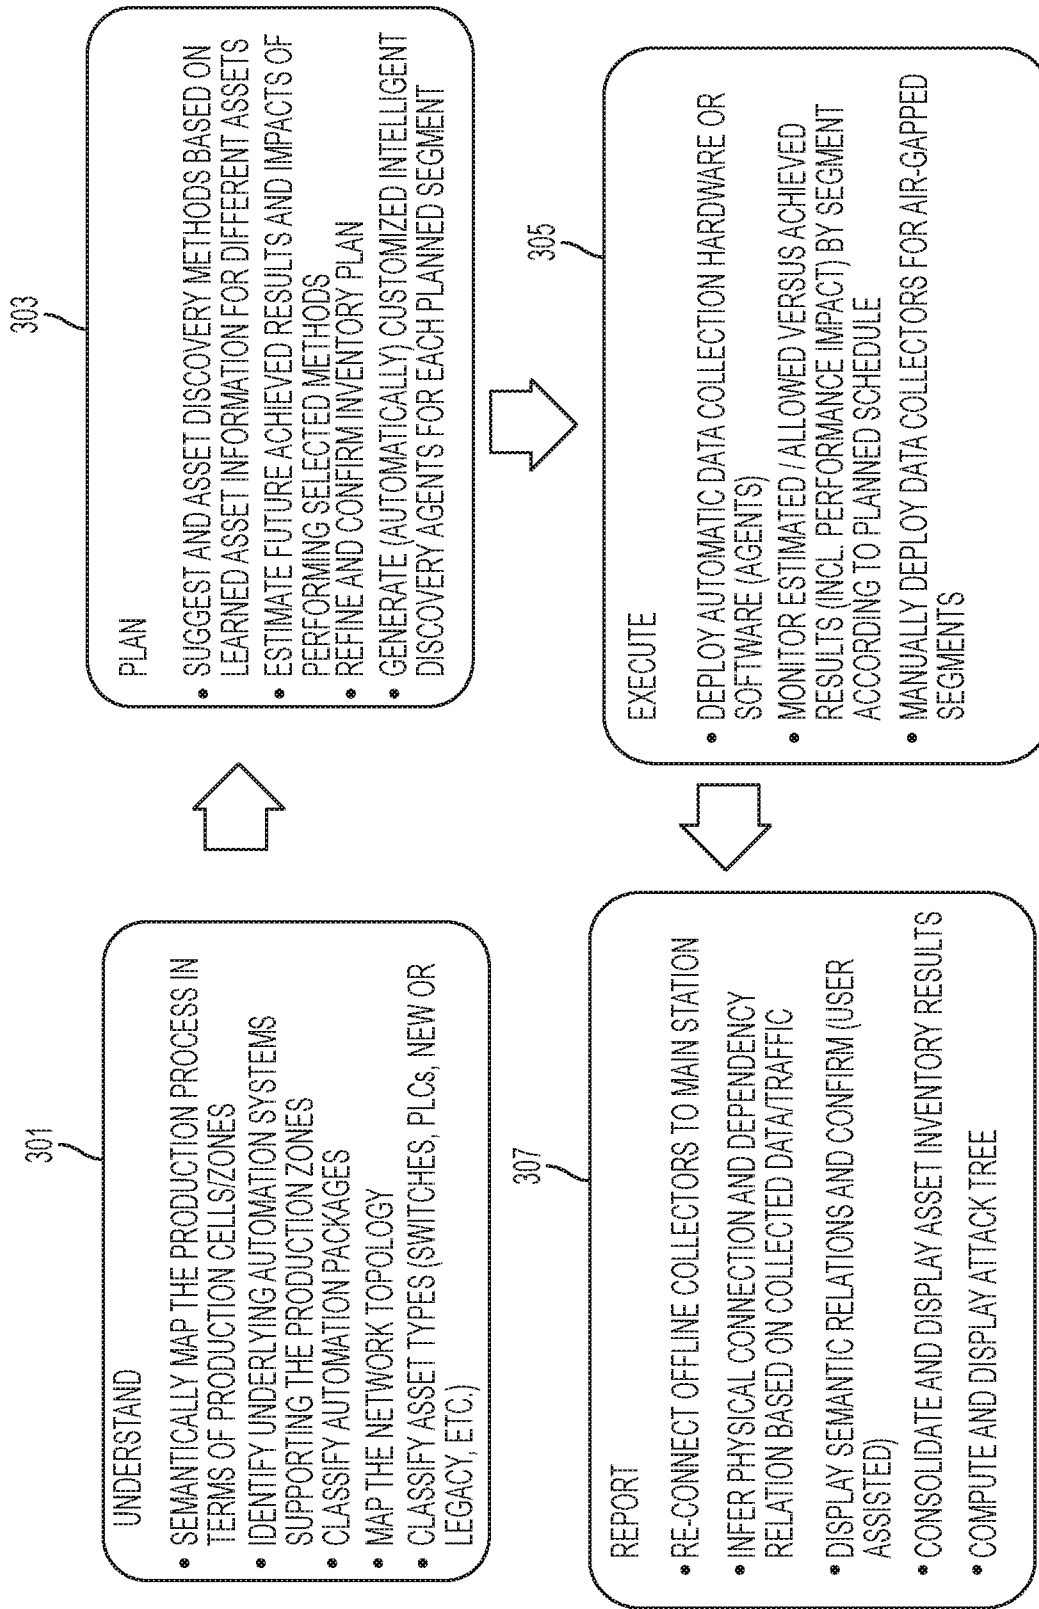 301
UNDERSTAND
• SEMANTICALLY MAP THE PRODUCTION PROCESS IN
TERMS OF PRODUCTION CELLS/ZONES
• IDENTIFY UNDERLYING AUTOMATION SYSTEMS
SUPPORTING THE PRODUCTION ZONES
• CLASSIFY AUTOMATION PACKAGES
• MAP THE NETWORK TOPOLOGY
• CLASSIFY ASSET TYPES (SWITCHES, PLCs, NEW OR
LEGACY, ETC.)
303
PLAN
• SUGGEST AND ASSET DISCOVERY METHODS BASED ON
LEARNED ASSET INFORMATION FOR DIFFERENT ASSETS
• ESTIMATE FUTURE ACHIEVED RESULTS AND IMPACTS OF
PERFORMING SELECTED METHODS
• REFINE AND CONFIRM INVENTORY PLAN
• GENERATE (AUTOMATICALLY) CUSTOMIZED INTELLIGENT
DISCOVERY AGENTS FOR EACH PLANNED SEGMENT
305
EXECUTE
• DEPLOY AUTOMATIC DATA COLLECTION HARDWARE OR
SOFTWARE (AGENTS)
• MONITOR ESTIMATED / ALLOWED VERSUS ACHIEVED
RESULTS (INCL. PERFORMANCE IMPACT) BY SEGMENT
ACCORDING TO PLANNED SCHEDULE
• MANUALLY DEPLOY DATA COLLECTORS FOR AIR-GAPPED
SEGMENTS
307
REPORT
• RE-CONNECT OFFLINE COLLECTORS TO MAIN STATION
• INFER PHYSICAL CONNECTION AND DEPENDENCY
RELATION BASED ON COLLECTED DATA/TRAFFIC
• DISPLAY SEMANTIC RELATIONS AND CONFIRM (USER
ASSISTED)
• CONSOLIDATE AND DISPLAY ASSET INVENTORY RESULTS
• COMPUTE AND DISPLAY ATTACK TREE